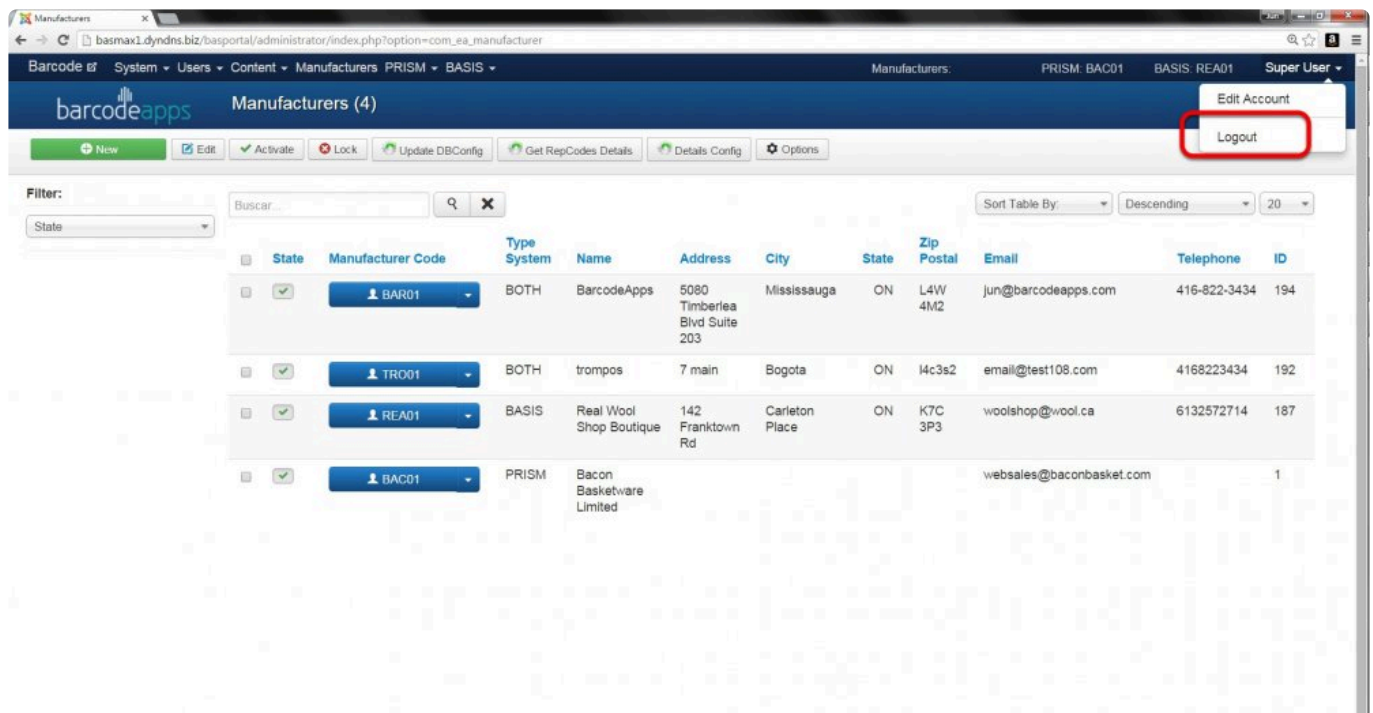 Manufacturers
Jun
basmax1.dyndns.biz/basportal/administrator/index.php?option=com_ea_manufacturer
Barcode System Users Content Manufacturers PRISM BASIS Manufacturers: PRISM: BAC01 BASIS: REA01 Super User
barcodeapps Manufacturers (4)
Edit Account
Logout
New Edit Activate Lock Update DBConfig Get RepCodes Details Details Config Options
Filter:
State
Buscar... Sort Table By: Descending 20
State Manufacturer Code Type System Name Address City State Zip Postal Email Telephone ID
BAR01 BOTH BarcodeApps 5080 Mississauga ON L4W jun@barcodeapps.com 416-822-3434 194
Timberlea 4M2
Blvd Suite
203
TRO01 BOTH trompos 7 main Bogota ON l4c3s2 email@test108.com 4168223434 192
REA01 BASIS Real Wool 142 Carleton ON K7C woolshop@wool.ca 6132572714 187
Shop Boutique Franktown Place 3P3
Rd
BAC01 PRISM Bacon websales@baconbasket.com 1
Basketware
Limited